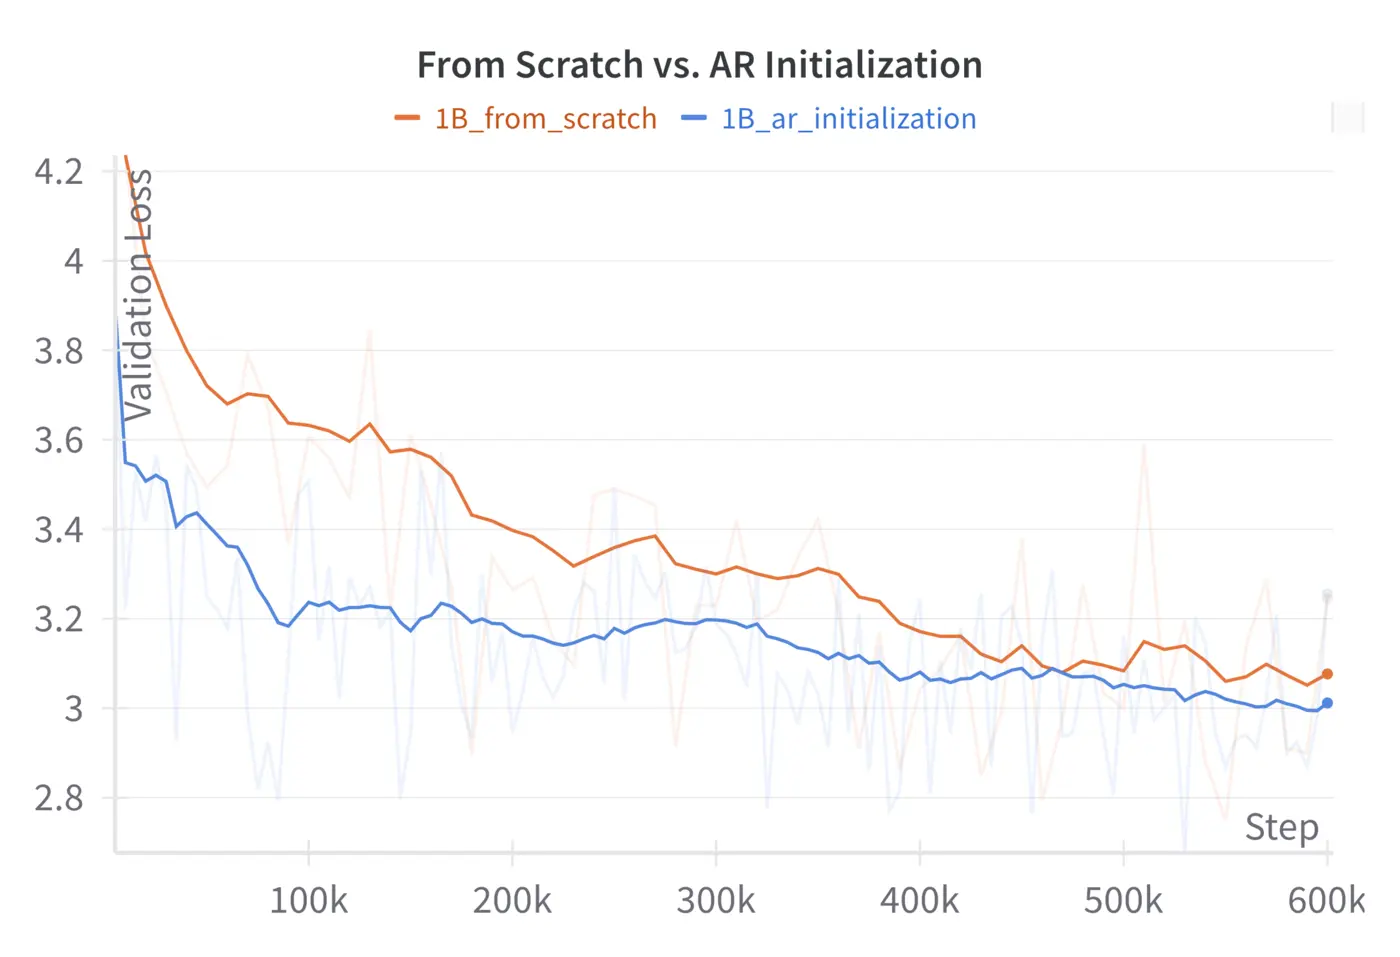 From Scratch vs. AR Initialization
1B_from_scratch 1B_ar_initialization
4.2
4
3.8
3.6
3.4
3.2
3
2.8
Validation Loss
Step
100k 200k 300k 400k 500k 600k